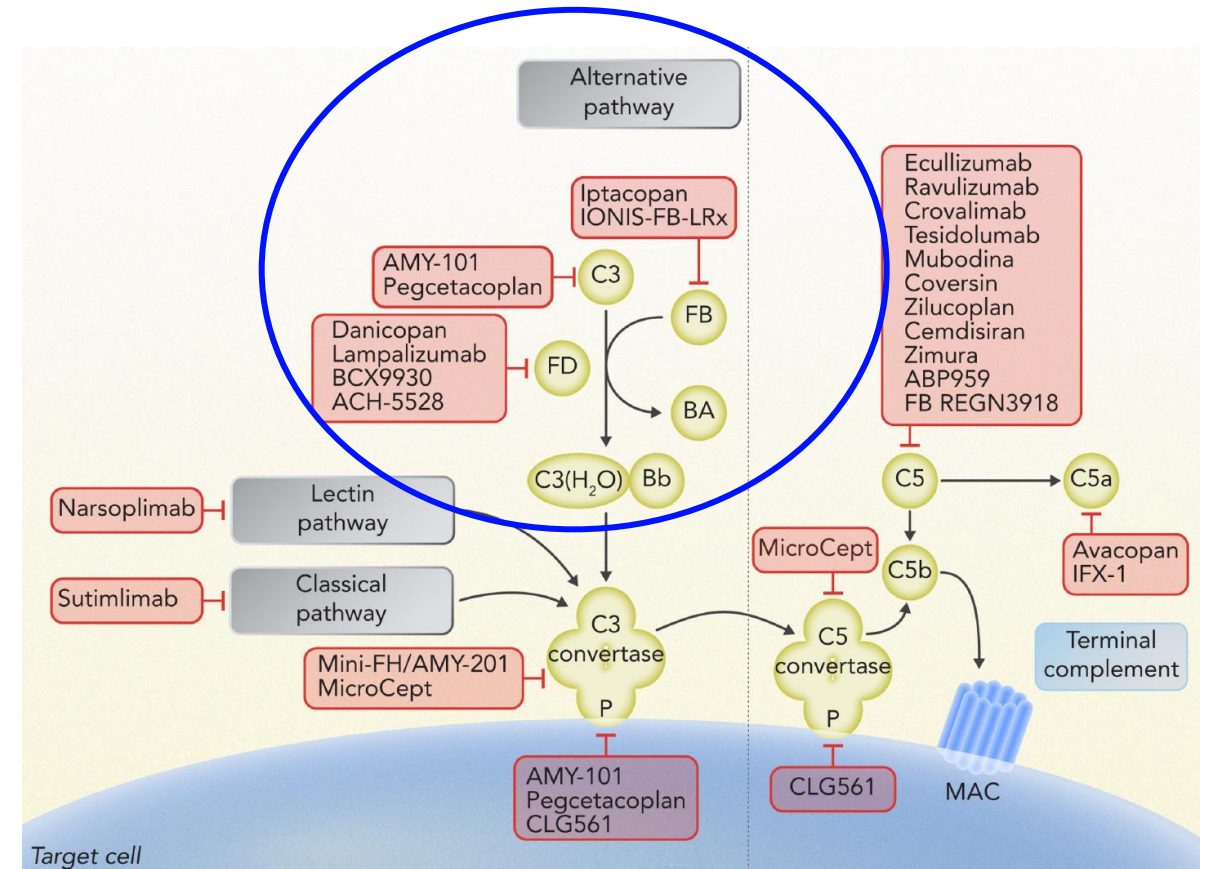 Alternative
pathway
Iptacopan
IONIS-FB-LRx
AMY-101
Pegcetacoplan
C3
FB
Danicopan
Lampalizumab
BCX9930
ACH-5528
FD
BA
C3(H₂O)
Bb
Ecullizumab
Ravulizumab
Crovalimab
Tesidolumab
Mubodina
Coversin
Zilucoplan
Cemdisiran
Zimura
ABP959
FB REGN3918
C5
C5a
Narsoplimab
Lectin
pathway
Sutimlimab
Classical
pathway
MicroCept
C5b
Avacopan
IFX-1
C3
convertase
P
C5
convertase
P
Mini-FH/AMY-201
MicroCept
Terminal
complement
AMY-101
Pegcetacoplan
CLG561
CLG561
MAC
Target cell